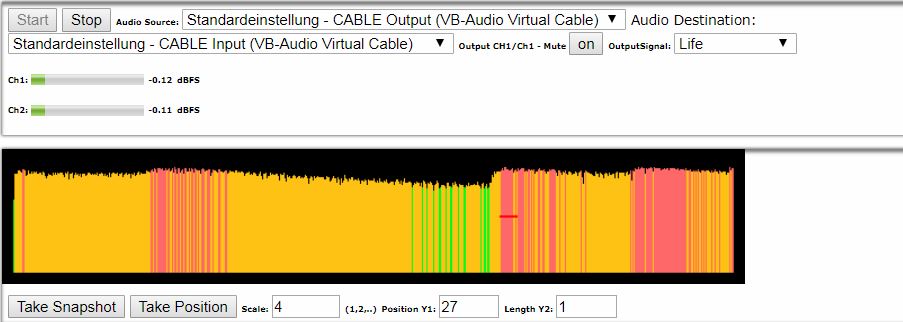 Start Stop Audio Source: Standardeinstellung - CABLE Output (VB-Audio Virtual Cable) Audio Destination:
Standardeinstellung - CABLE Input (VB-Audio Virtual Cable) Output CH1/Ch1 - Mute on OutputSignal: Life
Ch1: -0.12 dBFS
Ch2: -0.11 dBFS
Take Snapshot Take Position Scale: 4 (1,2,..) Position Y1: 27 Length Y2: 1